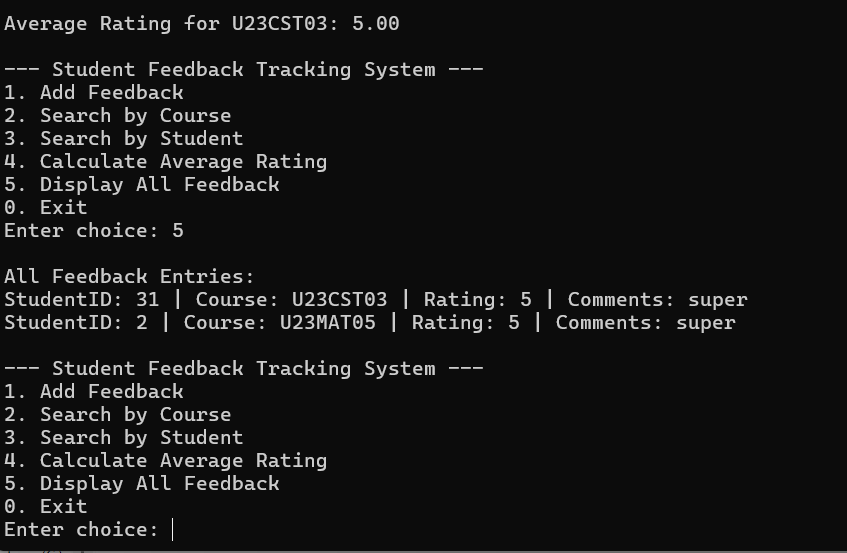 Average Rating for U23CST03: 5.00
--- Student Feedback Tracking System ---
1. Add Feedback
2. Search by Course
3. Search by Student
4. Calculate Average Rating
5. Display All Feedback
0. Exit
Enter choice: 5
All Feedback Entries:
StudentID: 31 | Course: U23CST03 | Rating: 5 | Comments: super
StudentID: 2 | Course: U23MAT05 | Rating: 5 | Comments: super
--- Student Feedback Tracking System ---
1. Add Feedback
2. Search by Course
3. Search by Student
4. Calculate Average Rating
5. Display All Feedback
0. Exit
Enter choice: